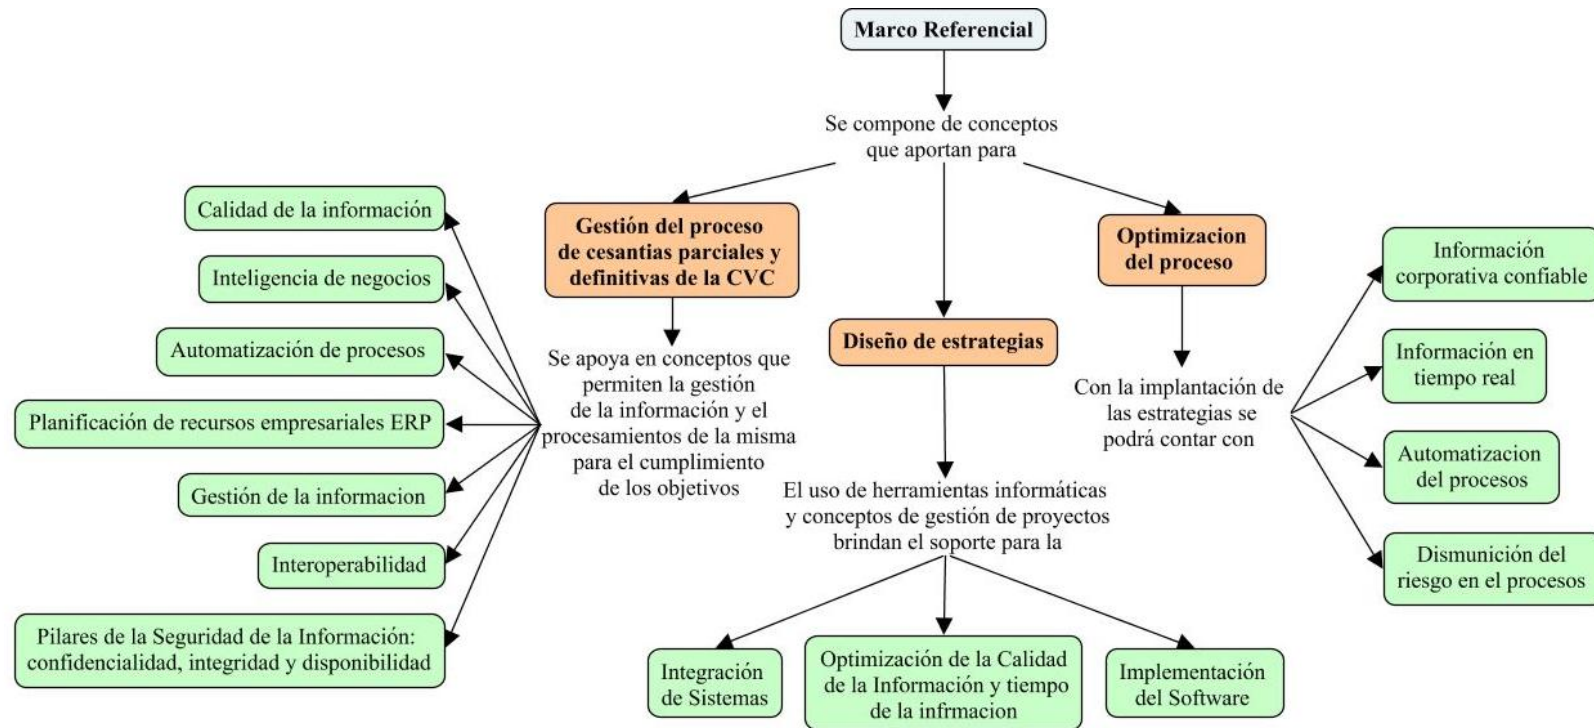 Marco Referencial
Se compone de conceptos
que aportan para
Gestión del proceso
de cesantias parciales y
definitivas de la CVC
Se apoya en conceptos que
permiten la gestión
de la información y el
procesamientos de la misma
para el cumplimiento
de los objetivos
Calidad de la información
Inteligencia de negocios
Automatización de procesos
Planificación de recursos empresariales ERP
Gestión de la informacion
Interoperabilidad
Pilares de la Seguridad de la Información:
confidencialidad, integridad y disponibilidad
Diseño de estrategias
El uso de herramientas informáticas
y conceptos de gestión de proyectos
brindan el soporte para la
Integración
de Sistemas
Optimización de la Calidad
de la Información y tiempo
de la infrmacion
Implementación
del Software
Optimizacion
del proceso
Con la implantación de
las estrategias se
podrá contar con
Información
corporativa confiable
Información en
tiempo real
Automatizacion
del procesos
Dismunición del
riesgo en el procesos